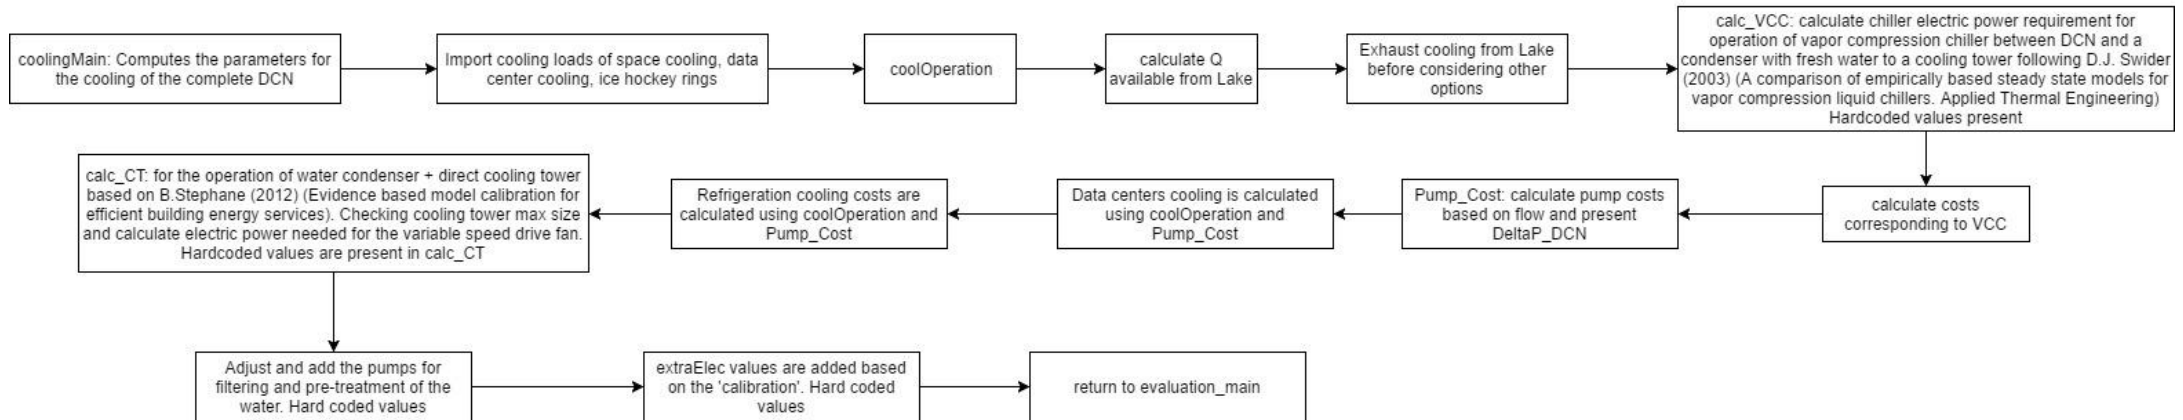 coolingMain: Computes the parameters for
the cooling of the complete DCN
Import cooling loads of space cooling, data
center cooling, ice hockey rings
coolOperation
calculate Q
available from Lake
Exhaust cooling from Lake
before considering other
options
calc_VCC: calculate chiller electric power requirement for
operation of vapor compression chiller between DCN and a
condenser with fresh water to a cooling tower following D.J. Swider
(2003) (A comparison of empirically based steady state models for
vapor compression liquid chillers. Applied Thermal Engineering)
Hardcoded values present
calculate costs
corresponding to VCC
Pump_Cost: calculate pump costs
based on flow and present
DeltaP_DCN
Data centers cooling is calculated
using coolOperation and
Pump_Cost
Refrigeration cooling costs are
calculated using coolOperation and
Pump_Cost
calc_CT: for the operation of water condenser + direct cooling tower
based on B.Stephane (2012) (Evidence based model calibration for
efficient building energy services). Checking cooling tower max size
and calculate electric power needed for the variable speed drive fan.
Hardcoded values are present in calc_CT
Adjust and add the pumps for
filtering and pre-treatment of the
water. Hard coded values
extraElec values are added based
on the 'calibration'. Hard coded
values
return to evaluation_main